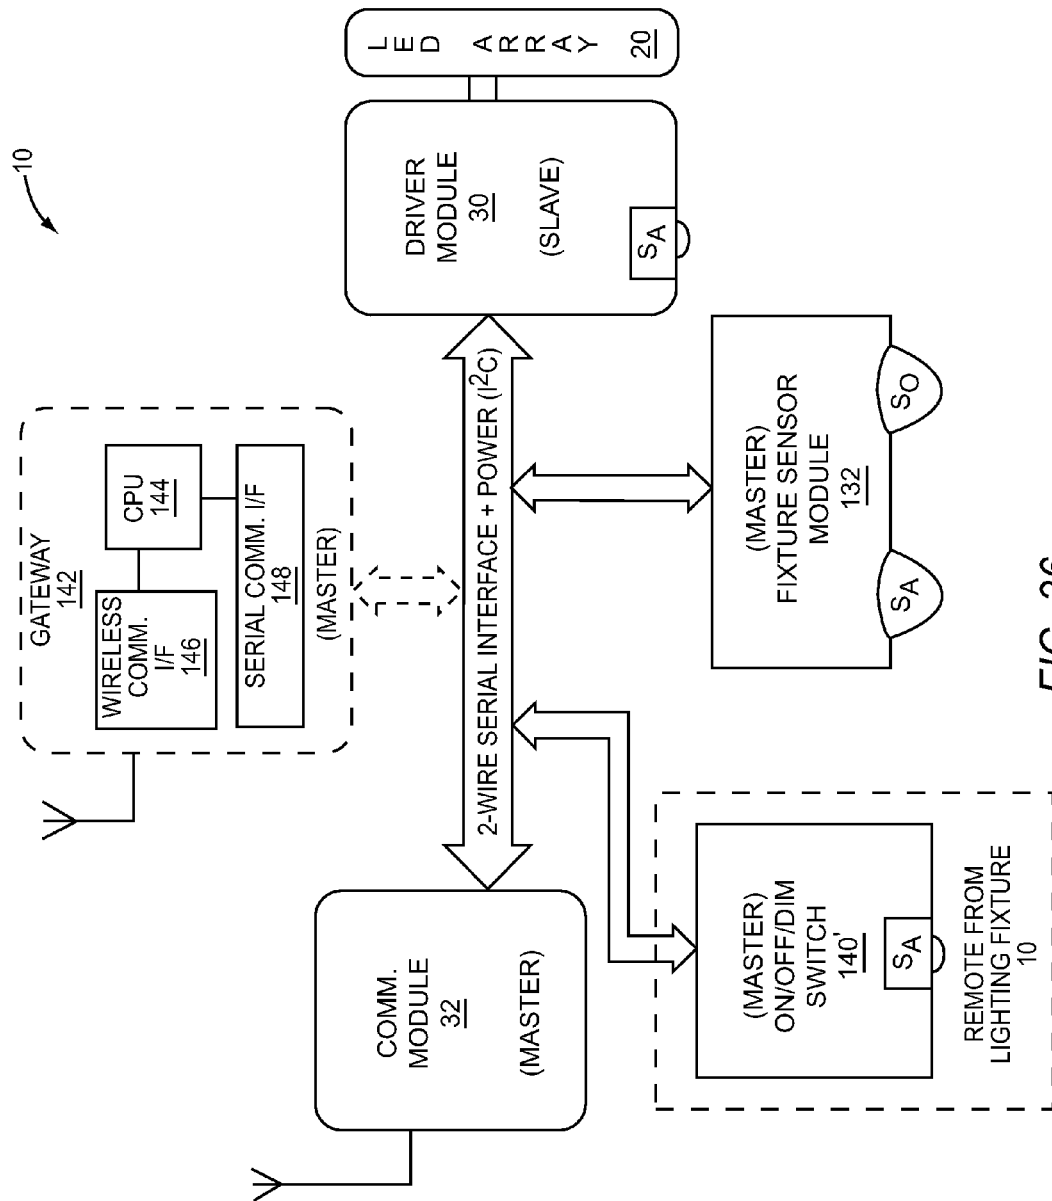 10
GATEWAY
142
CPU
144
WIRELESS
COMM.
I/F
146
SERIAL COMM. I/F
148
(MASTER)
LED ARRAY
20
DRIVER
MODULE
30
(SLAVE)
SA
2-WIRE SERIAL INTERFACE + POWER (I²C)
COMM.
MODULE
32
(MASTER)
(MASTER)
FIXTURE SENSOR
MODULE
132
SA
SO
(MASTER)
ON/OFF/DIM
SWITCH
140'
SA
REMOTE FROM
LIGHTING FIXTURE
10
FIG. 26